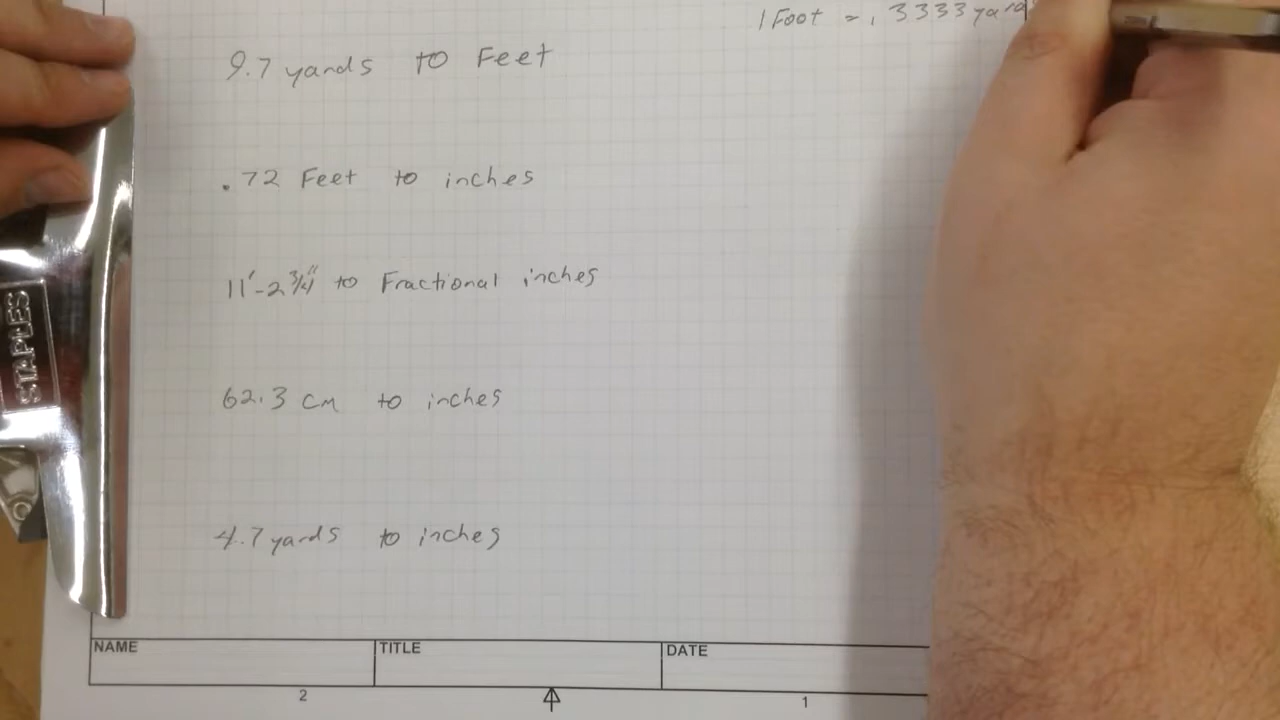 1 Foot = .3333 yard
9.7 yards to Feet
.72 Feet to inches
11'-2 3/4" to Fractional inches
62.3 cm to inches
4.7 yards to inches
STAPLES
NAME TITLE DATE
2 1